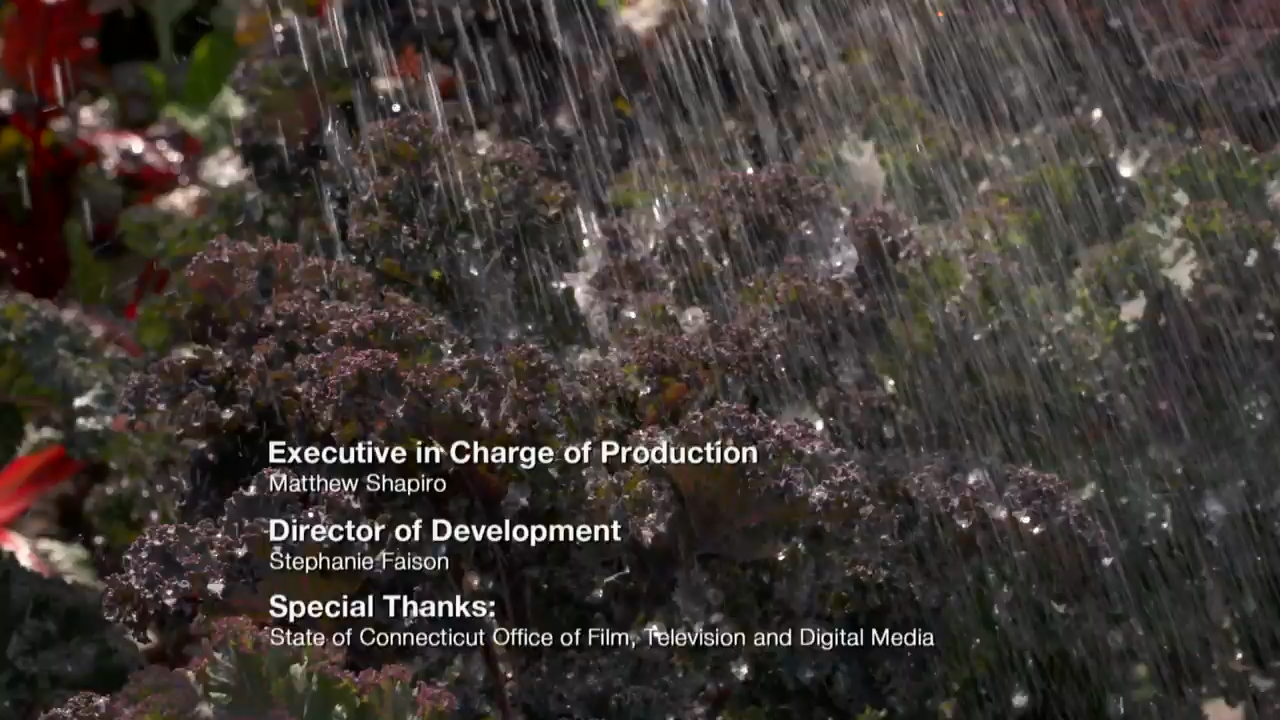 Executive in Charge of Production
Matthew Shapiro
Director of Development
Stephanie Faison
Special Thanks:
State of Connecticut Office of Film, Television and Digital Media